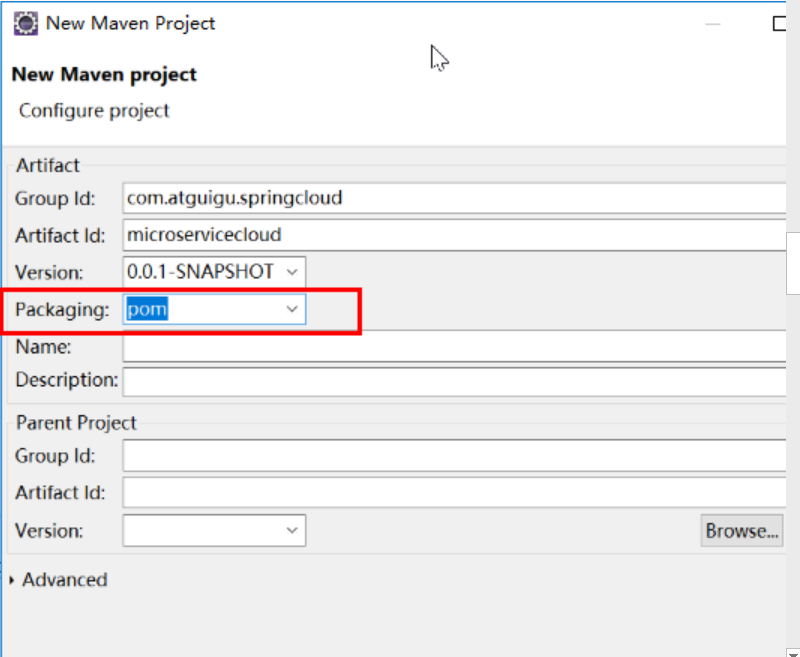 New Maven Project
New Maven project
Configure project
Artifact
Group Id: com.atguigu.springcloud
Artifact Id: microservicecloud
Version: 0.0.1-SNAPSHOT
Packaging: pom
Name:
Description:
Parent Project
Group Id:
Artifact Id:
Version:
Browse...
Advanced